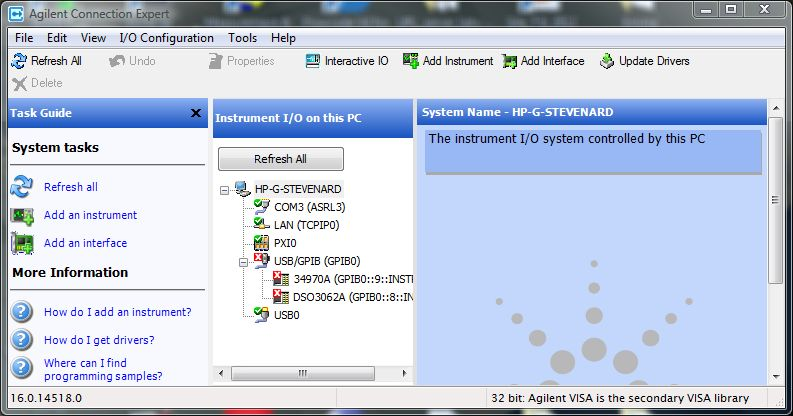 Agilent Connection Expert
File Edit View I/O Configuration Tools Help
Refresh All Undo Properties Interactive IO Add Instrument Add Interface Update Drivers
Delete
Task Guide
System tasks
Refresh all
Add an instrument
Add an interface
More Information
How do I add an instrument?
How do I get drivers?
Where can I find
programming samples?
Instrument I/O on this PC
Refresh All
HP-G-STEVENARD
COM3 (ASRL3)
LAN (TCPIP0)
PXI0
USB/GPIB (GPIB0)
34970A (GPIB0::9::INST
DSO3062A (GPIB0::8::IN
USB0
System Name - HP-G-STEVENARD
The instrument I/O system controlled by this PC
16.0.14518.0
32 bit: Agilent VISA is the secondary VISA library